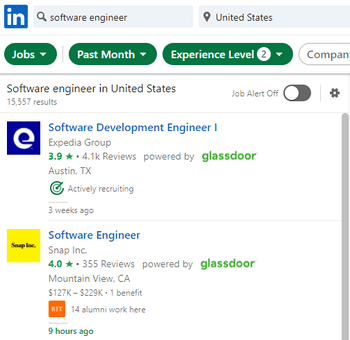 in software engineer United States
Jobs Past Month Experience Level 2 Compan
Software engineer in United States
15,557 results
Job Alert Off
Software Development Engineer I
Expedia Group
3.9 ★ • 4.1k Reviews powered by glassdoor
Austin, TX
Actively recruiting
3 weeks ago
Snap Inc.
Software Engineer
Snap Inc.
4.0 ★ • 355 Reviews powered by glassdoor
Mountain View, CA
$127K – $229K • 1 benefit
RIT 14 alumni work here
9 hours ago